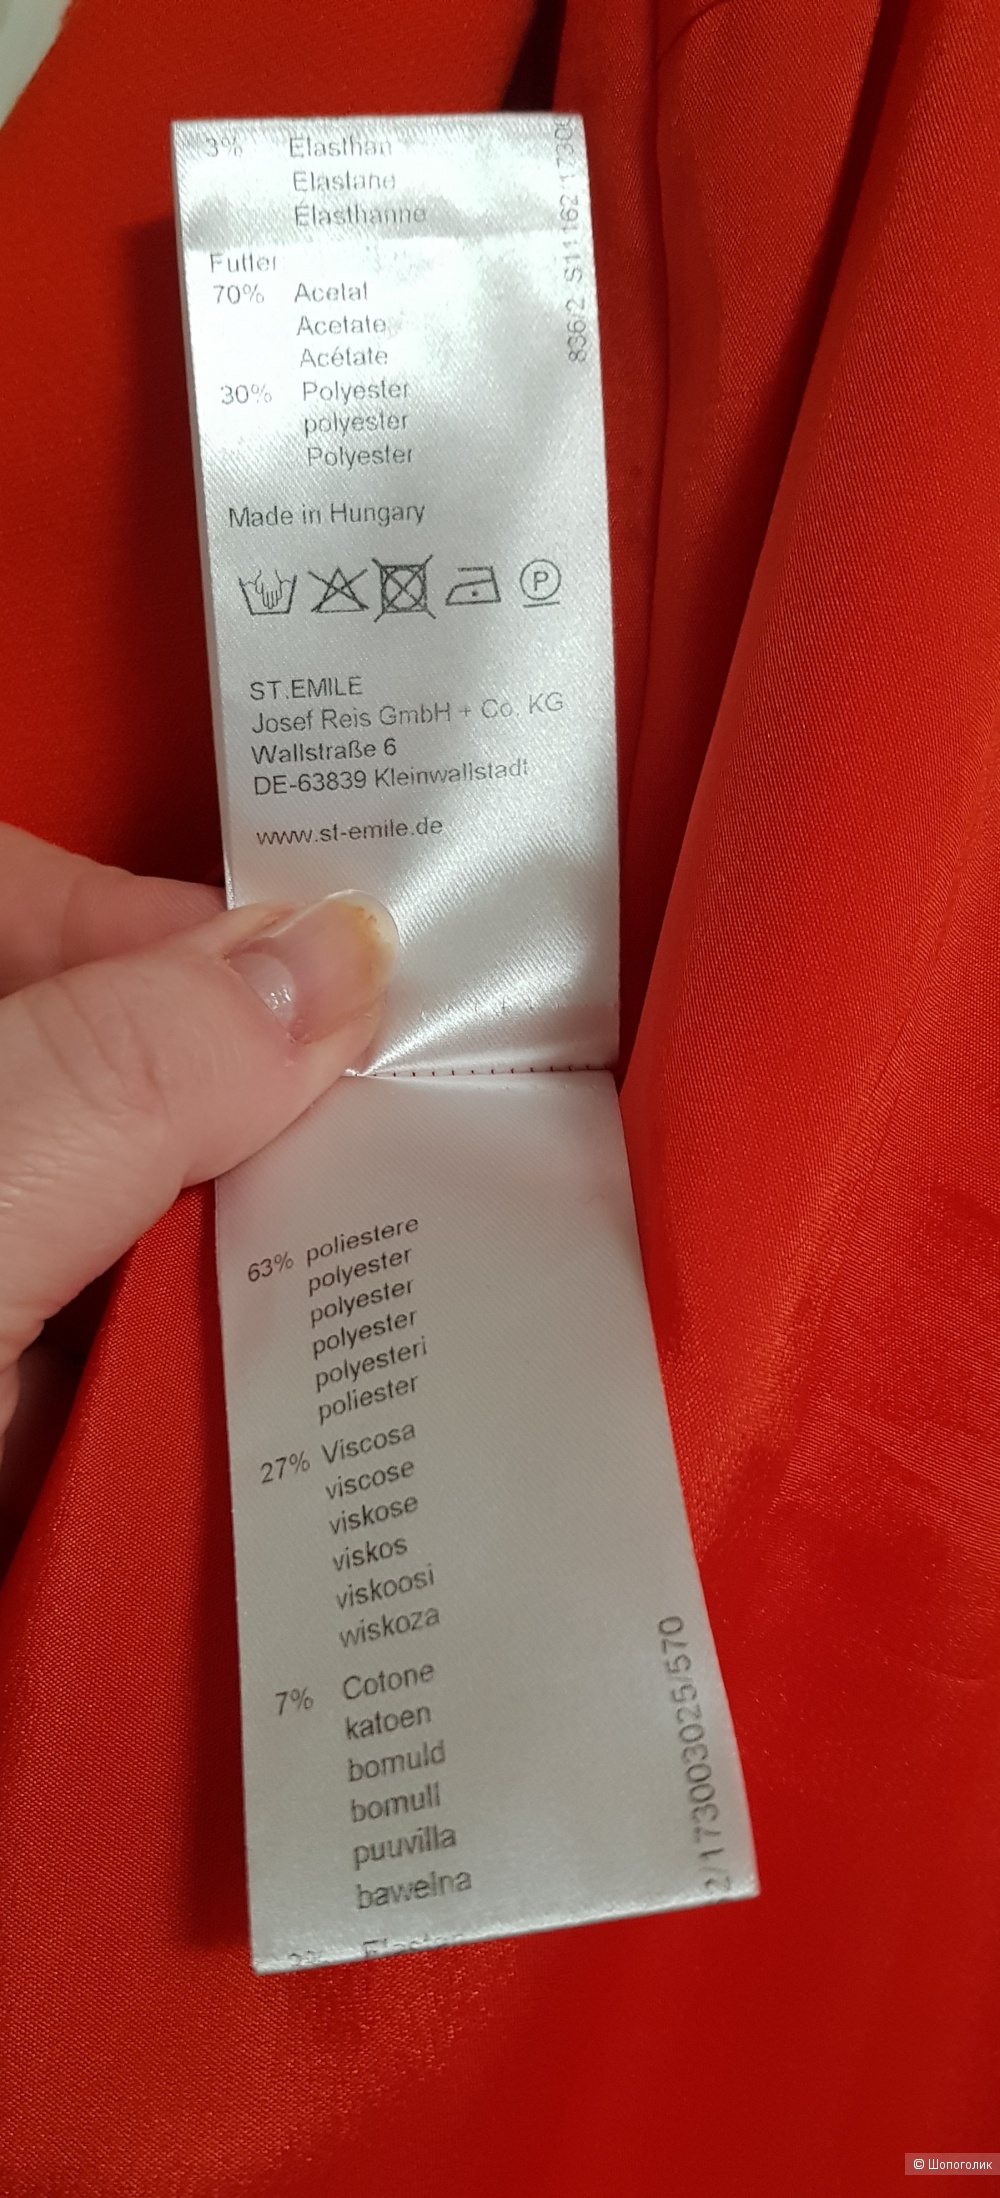 3% Elasthan
Elastane
Élasthanne
Futter
70% Acetat
Acetate
Acétate
30% Polyester
polyester
Polyester
Made in Hungary
P
ST.EMILE
Josef Reis GmbH + Co. KG
Wallstraße 6
DE-63839 Kleinwallstadt
www.st-emile.de
836/2 S11162
63% poliestere
polyester
polyester
polyester
polyesteri
poliester
27% Viscosa
viscose
viskose
viskos
viskoosi
wiskoza
7% Cotone
katoen
bomuld
bomull
puuvilla
bawelna
2/173003025/570
© Шопоголик